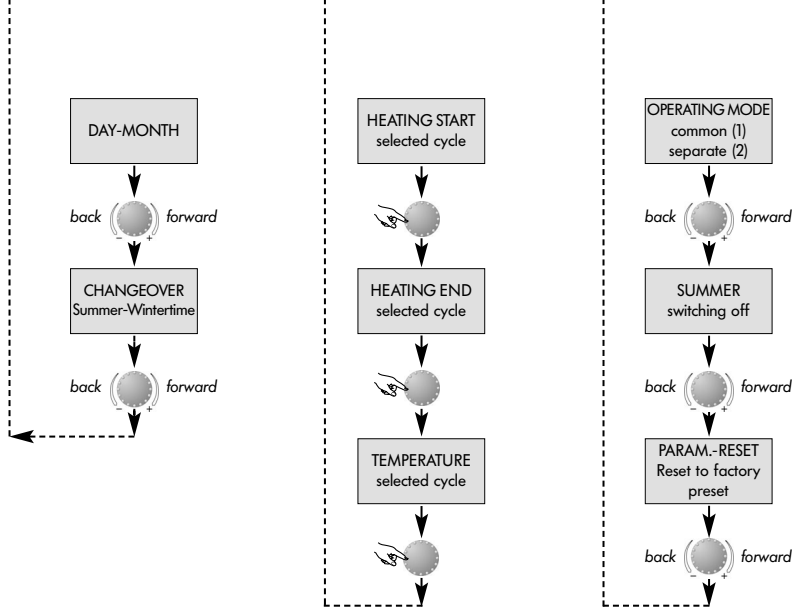 DAY-MONTH
back
forward
−
+
CHANGEOVER
Summer-Wintertime
back
forward
−
+
HEATING START
selected cycle
HEATING END
selected cycle
TEMPERATURE
selected cycle
OPERATING MODE
common (1)
separate (2)
back
forward
−
+
SUMMER
switching off
back
forward
−
+
PARAM.-RESET
Reset to factory
preset
back
forward
−
+